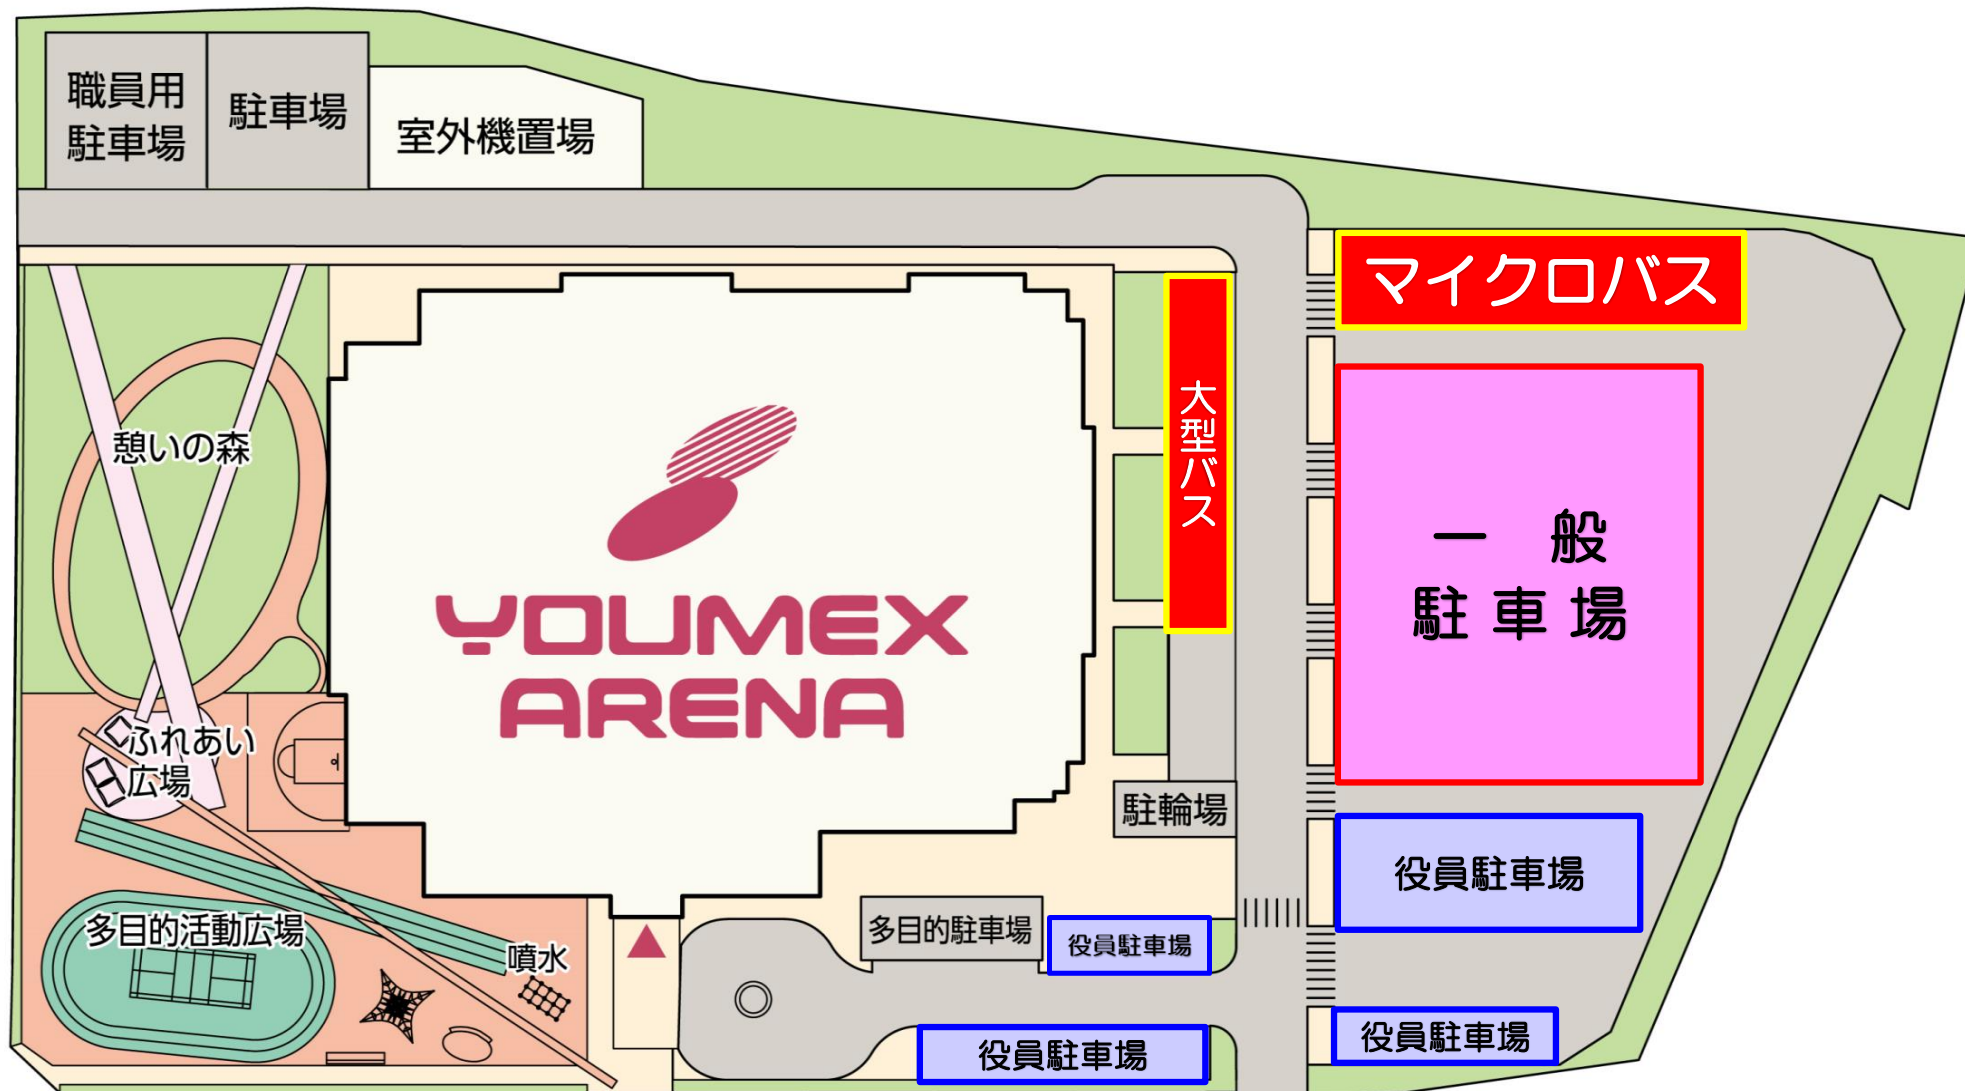 職員用
駐車場
駐車場
室外機置場
マイクロバス
大型バス
憩いの森
一般
駐車場
YOUMEX
ARENA
ふれあい
広場
駐輪場
役員駐車場
多目的活動広場
噴水
多目的駐車場
役員駐車場
役員駐車場
役員駐車場